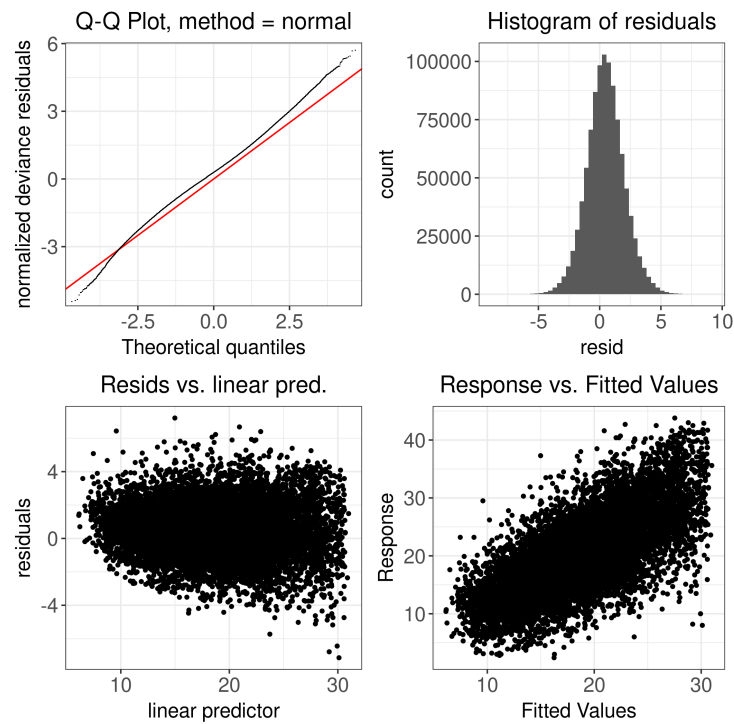 Q-Q Plot, method = normal
normalized deviance residuals
6
3
0
-3
-2.5 0.0 2.5
Theoretical quantiles
Histogram of residuals
count
100000
75000
50000
25000
0
-5 0 5 10
resid
Resids vs. linear pred.
residuals
4
0
-4
10 20 30
linear predictor
Response vs. Fitted Values
Response
40
30
20
10
10 20 30
Fitted Values